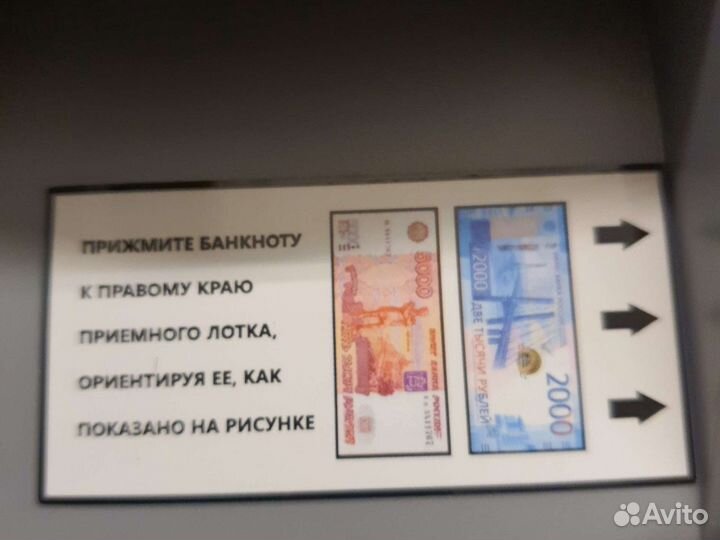 ПРИЖМИТЕ БАНКНОТУ
К ПРАВОМУ КРАЮ
ПРИЕМНОГО ЛОТКА,
ОРИЕНТИРУЯ ЕЕ, КАК
ПОКАЗАНО НА РИСУНКЕ
5000
2000 ДВЕ ТЫСЯЧИ РУБЛЕЙ
2000
Avito